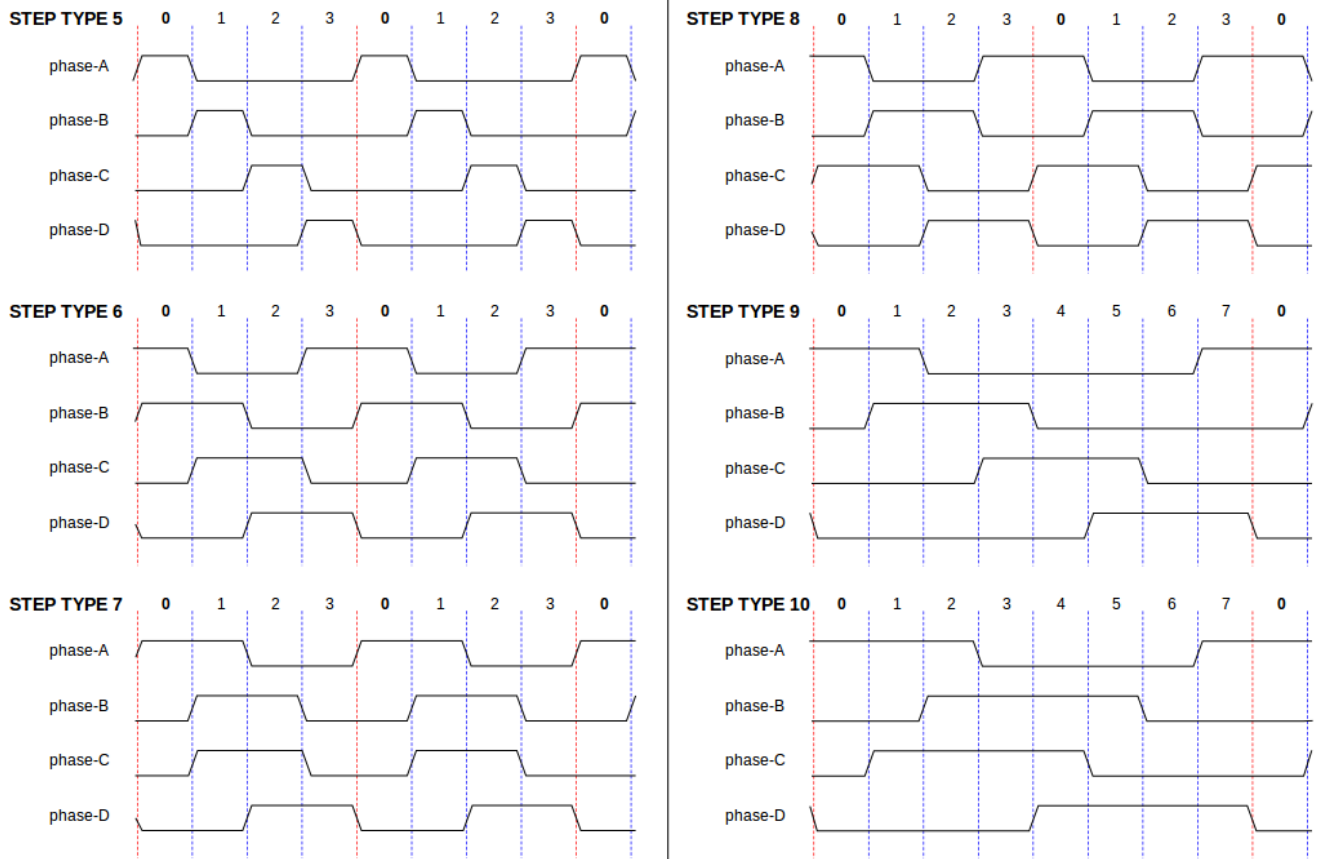 STEP TYPE 5 0 1 2 3 0 1 2 3 0
phase-A
phase-B
phase-C
phase-D
STEP TYPE 6 0 1 2 3 0 1 2 3 0
phase-A
phase-B
phase-C
phase-D
STEP TYPE 7 0 1 2 3 0 1 2 3 0
phase-A
phase-B
phase-C
phase-D
STEP TYPE 8 0 1 2 3 0 1 2 3 0
phase-A
phase-B
phase-C
phase-D
STEP TYPE 9 0 1 2 3 4 5 6 7 0
phase-A
phase-B
phase-C
phase-D
STEP TYPE 10 0 1 2 3 4 5 6 7 0
phase-A
phase-B
phase-C
phase-D